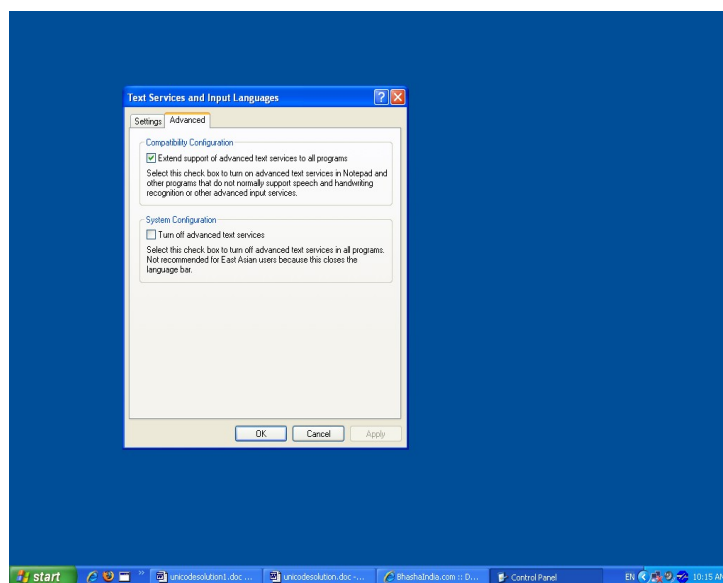 Text Services and Input Languages
Settings Advanced
Compatibility Configuration
Extend support of advanced text services to all programs
Select this check box to turn on advanced text services in Notepad and
other programs that do not normally support speech and handwriting
recognition or other advanced input services.
System Configuration
Turn off advanced text services
Select this check box to turn off advanced text services in all programs.
Not recommended for East Asian users because this closes the
language bar.
OK Cancel Apply
start unicodesolution1.doc ... unicodesolution.doc -... BhashaIndia.com :: D... Control Panel EN 10:15 AM